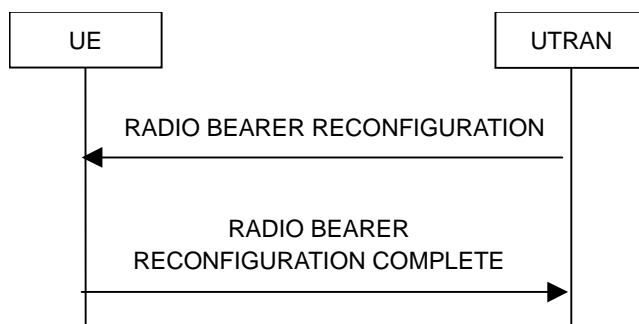 UE
UTRAN
RADIO BEARER RECONFIGURATION
RADIO BEARER
RECONFIGURATION COMPLETE